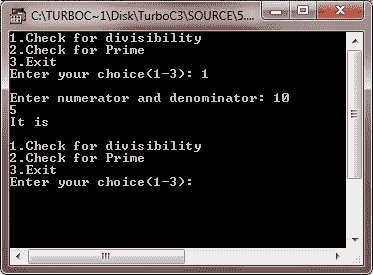 C:\TURBOC~1\Disk\TurboC3\SOURCE\5....
1.Check for divisibility
2.Check for Prime
3.Exit
Enter your choice(1-3): 1
Enter numerator and denominator: 10
5
It is
1.Check for divisibility
2.Check for Prime
3.Exit
Enter your choice(1-3):